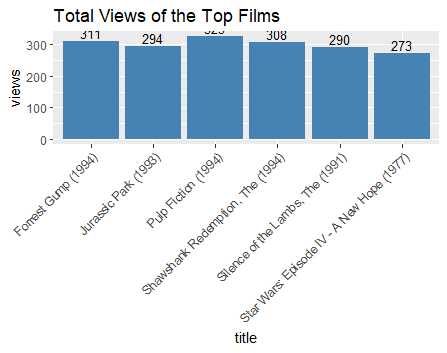 Total Views of the Top Films
311
294
308
290
273
views
300
200
100
0
Forrest Gump (1994)
Jurassic Park (1993)
Pulp Fiction (1994)
Shawshank Redemption, The (1994)
Silence of the Lambs, The (1991)
Star Wars: Episode IV - A New Hope (1977)
title